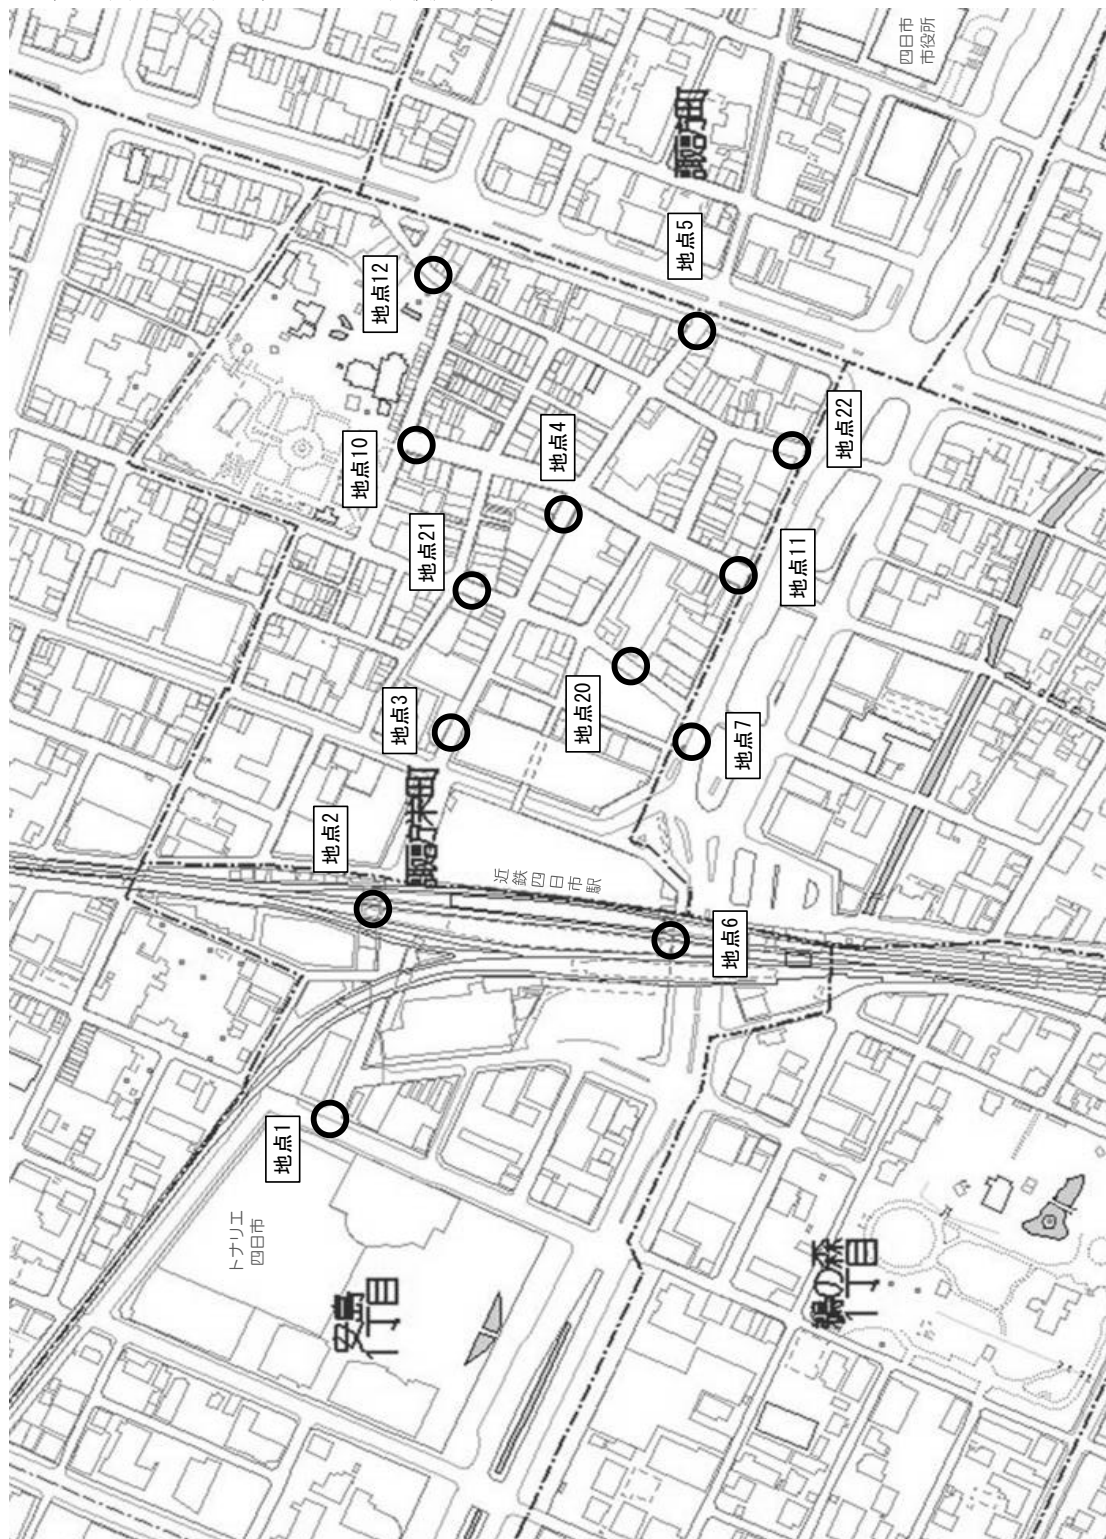 四日市
市役所
諏訪町
地点5
地点12
地点4
地点22
地点10
地点21
地点11
地点3
地点20
地点7
諏訪栄町
地点2
近鉄四日市駅
地点6
地点1
トナリエ
四日市
安島
1丁目
鵜の森
1丁目